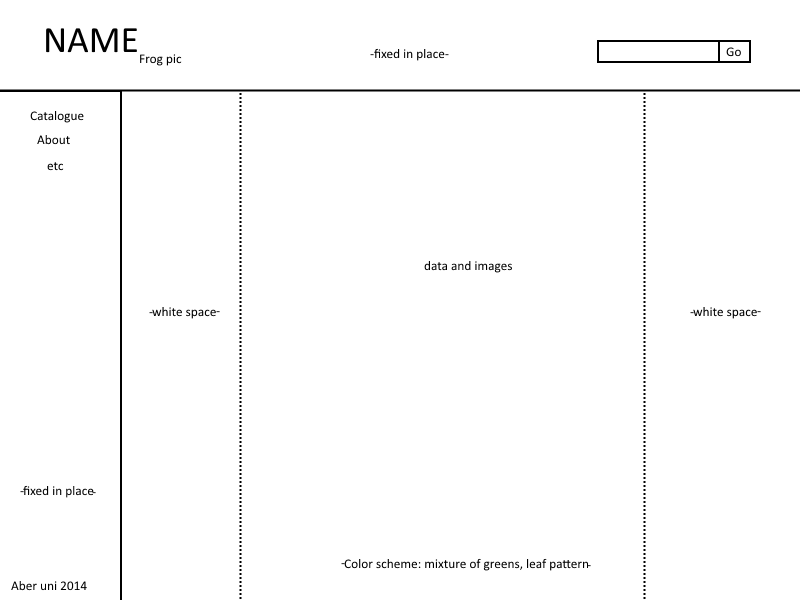 NAME
Frog pic
-fixed in place-
Go
Catalogue
About
etc
data and images
-white space-
-white space-
-fixed in place-
-Color scheme: mixture of greens, leaf pattern-
Aber uni 2014